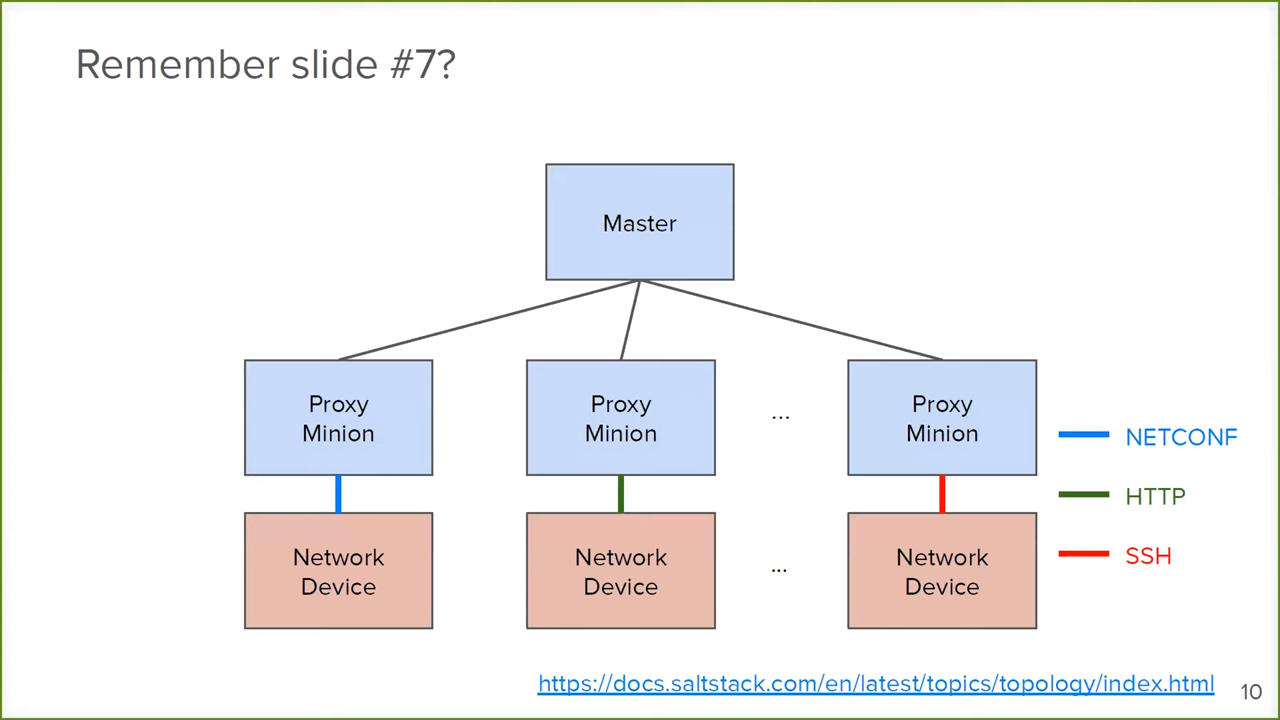 Remember slide #7?
Master
Proxy
Minion
Proxy
Minion
...
Proxy
Minion
NETCONF
HTTP
SSH
Network
Device
Network
Device
...
Network
Device
https://docs.saltstack.com/en/latest/topics/topology/index.html
10